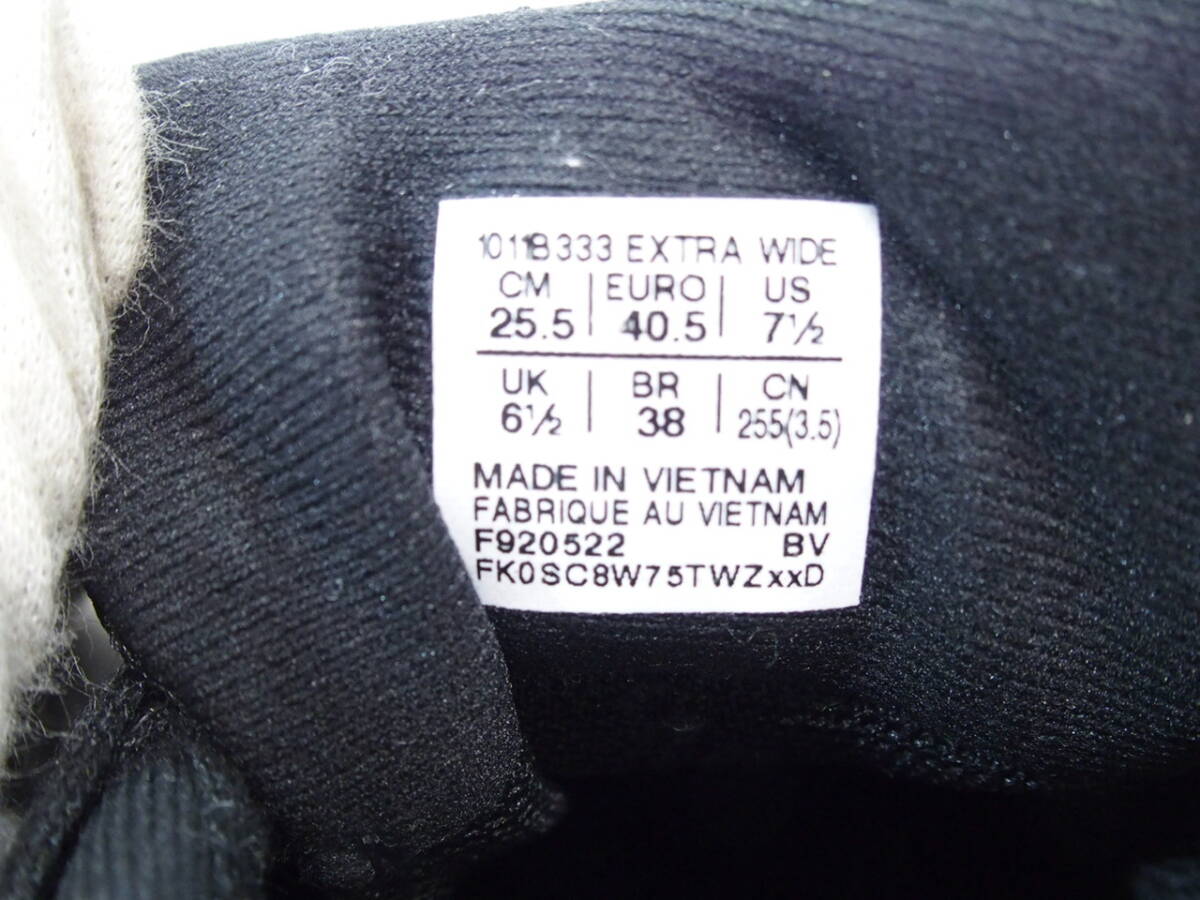 1011B333 EXTRA WIDE
CM | EURO | US
25.5 | 40.5 | 7½
UK | BR | CN
6½ | 38 | 255(3.5)
MADE IN VIETNAM
FABRIQUE AU VIETNAM
F920522 BV
FK0SC8W75TWZxxD